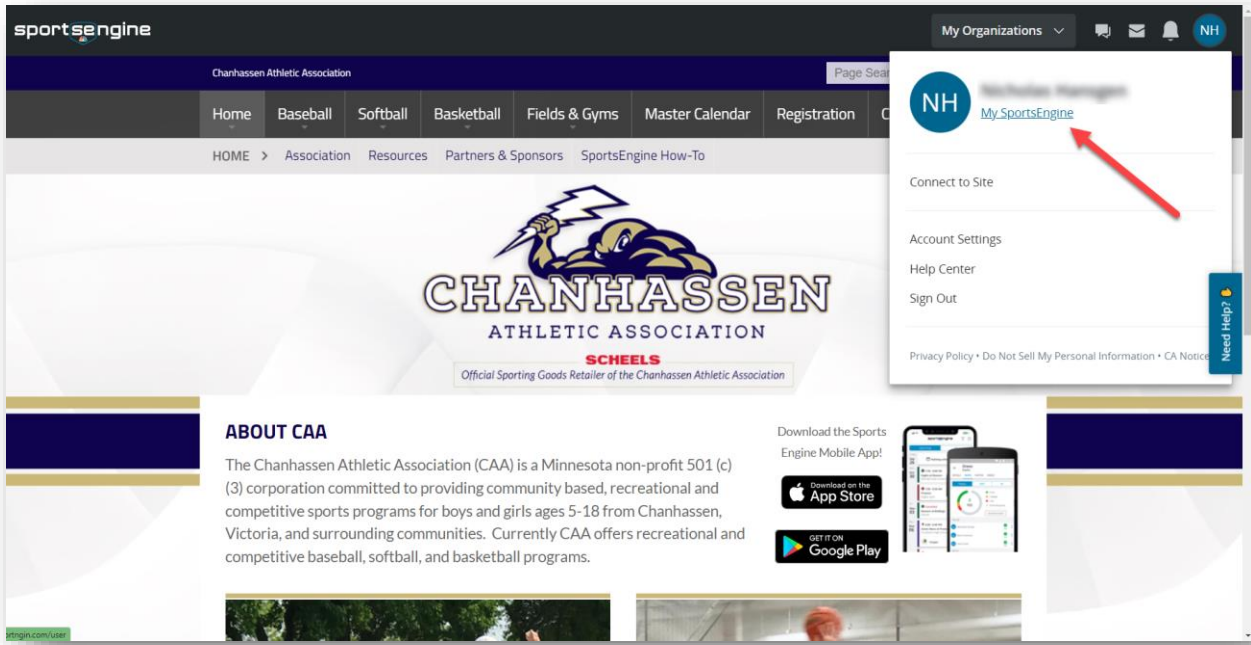 sportsengine
My Organizations
NH
Chanhassen Athletic Association
Page Sear
Home Baseball Softball Basketball Fields & Gyms Master Calendar Registration
HOME > Association Resources Partners & Sponsors SportsEngine How-To
NH
My SportsEngine
Connect to Site
Account Settings
Help Center
Sign Out
Privacy Policy • Do Not Sell My Personal Information • CA Notice
Need Help?
CHANHASSEN
ATHLETIC ASSOCIATION
SCHEELS
Official Sporting Goods Retailer of the Chanhassen Athletic Association
ABOUT CAA
The Chanhassen Athletic Association (CAA) is a Minnesota non-profit 501 (c)
(3) corporation committed to providing community based, recreational and
competitive sports programs for boys and girls ages 5-18 from Chanhassen,
Victoria, and surrounding communities. Currently CAA offers recreational and
competitive baseball, softball, and basketball programs.
Download the Sports
Engine Mobile App!
Download on the
App Store
GET IT ON
Google Play
ortngin.com/user